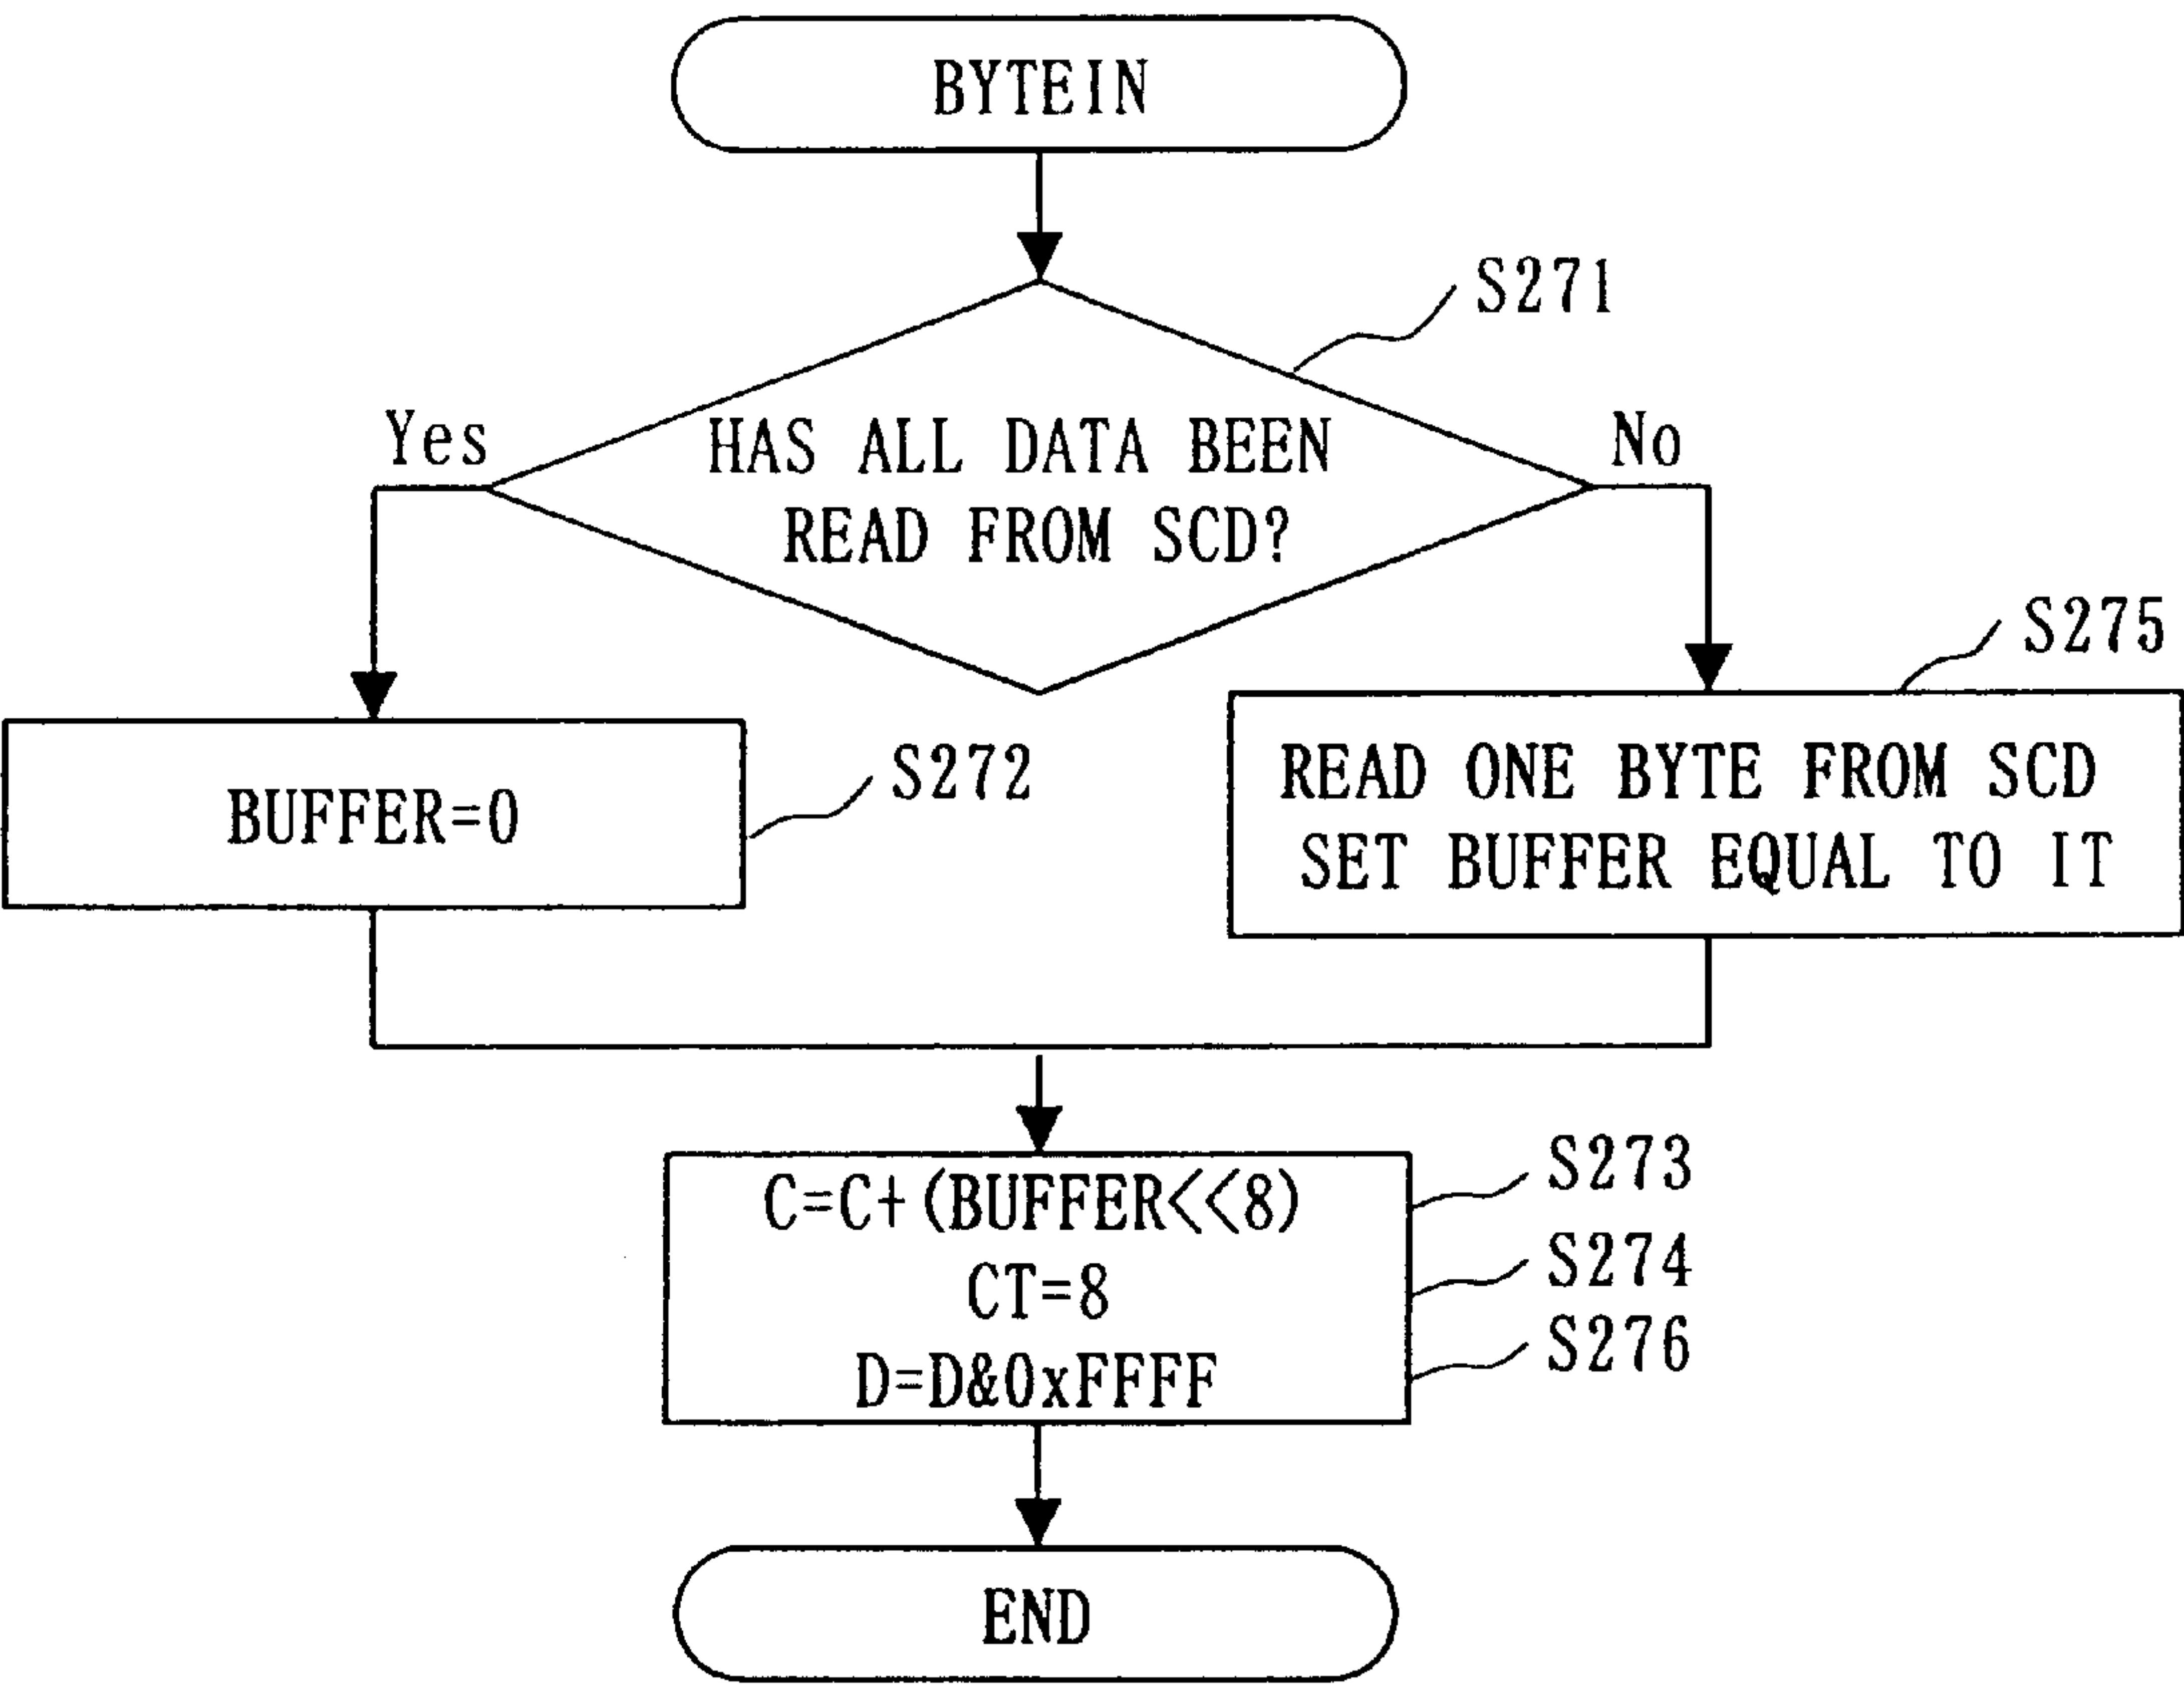 BYTEIN
S271
Yes
HAS ALL DATA BEEN
READ FROM SCD?
No
S275
BUFFER=0
S272
READ ONE BYTE FROM SCD
SET BUFFER EQUAL TO IT
C=C+(BUFFER<<8)
S273
CT=8
S274
D=D&0xFFFF
S276
END